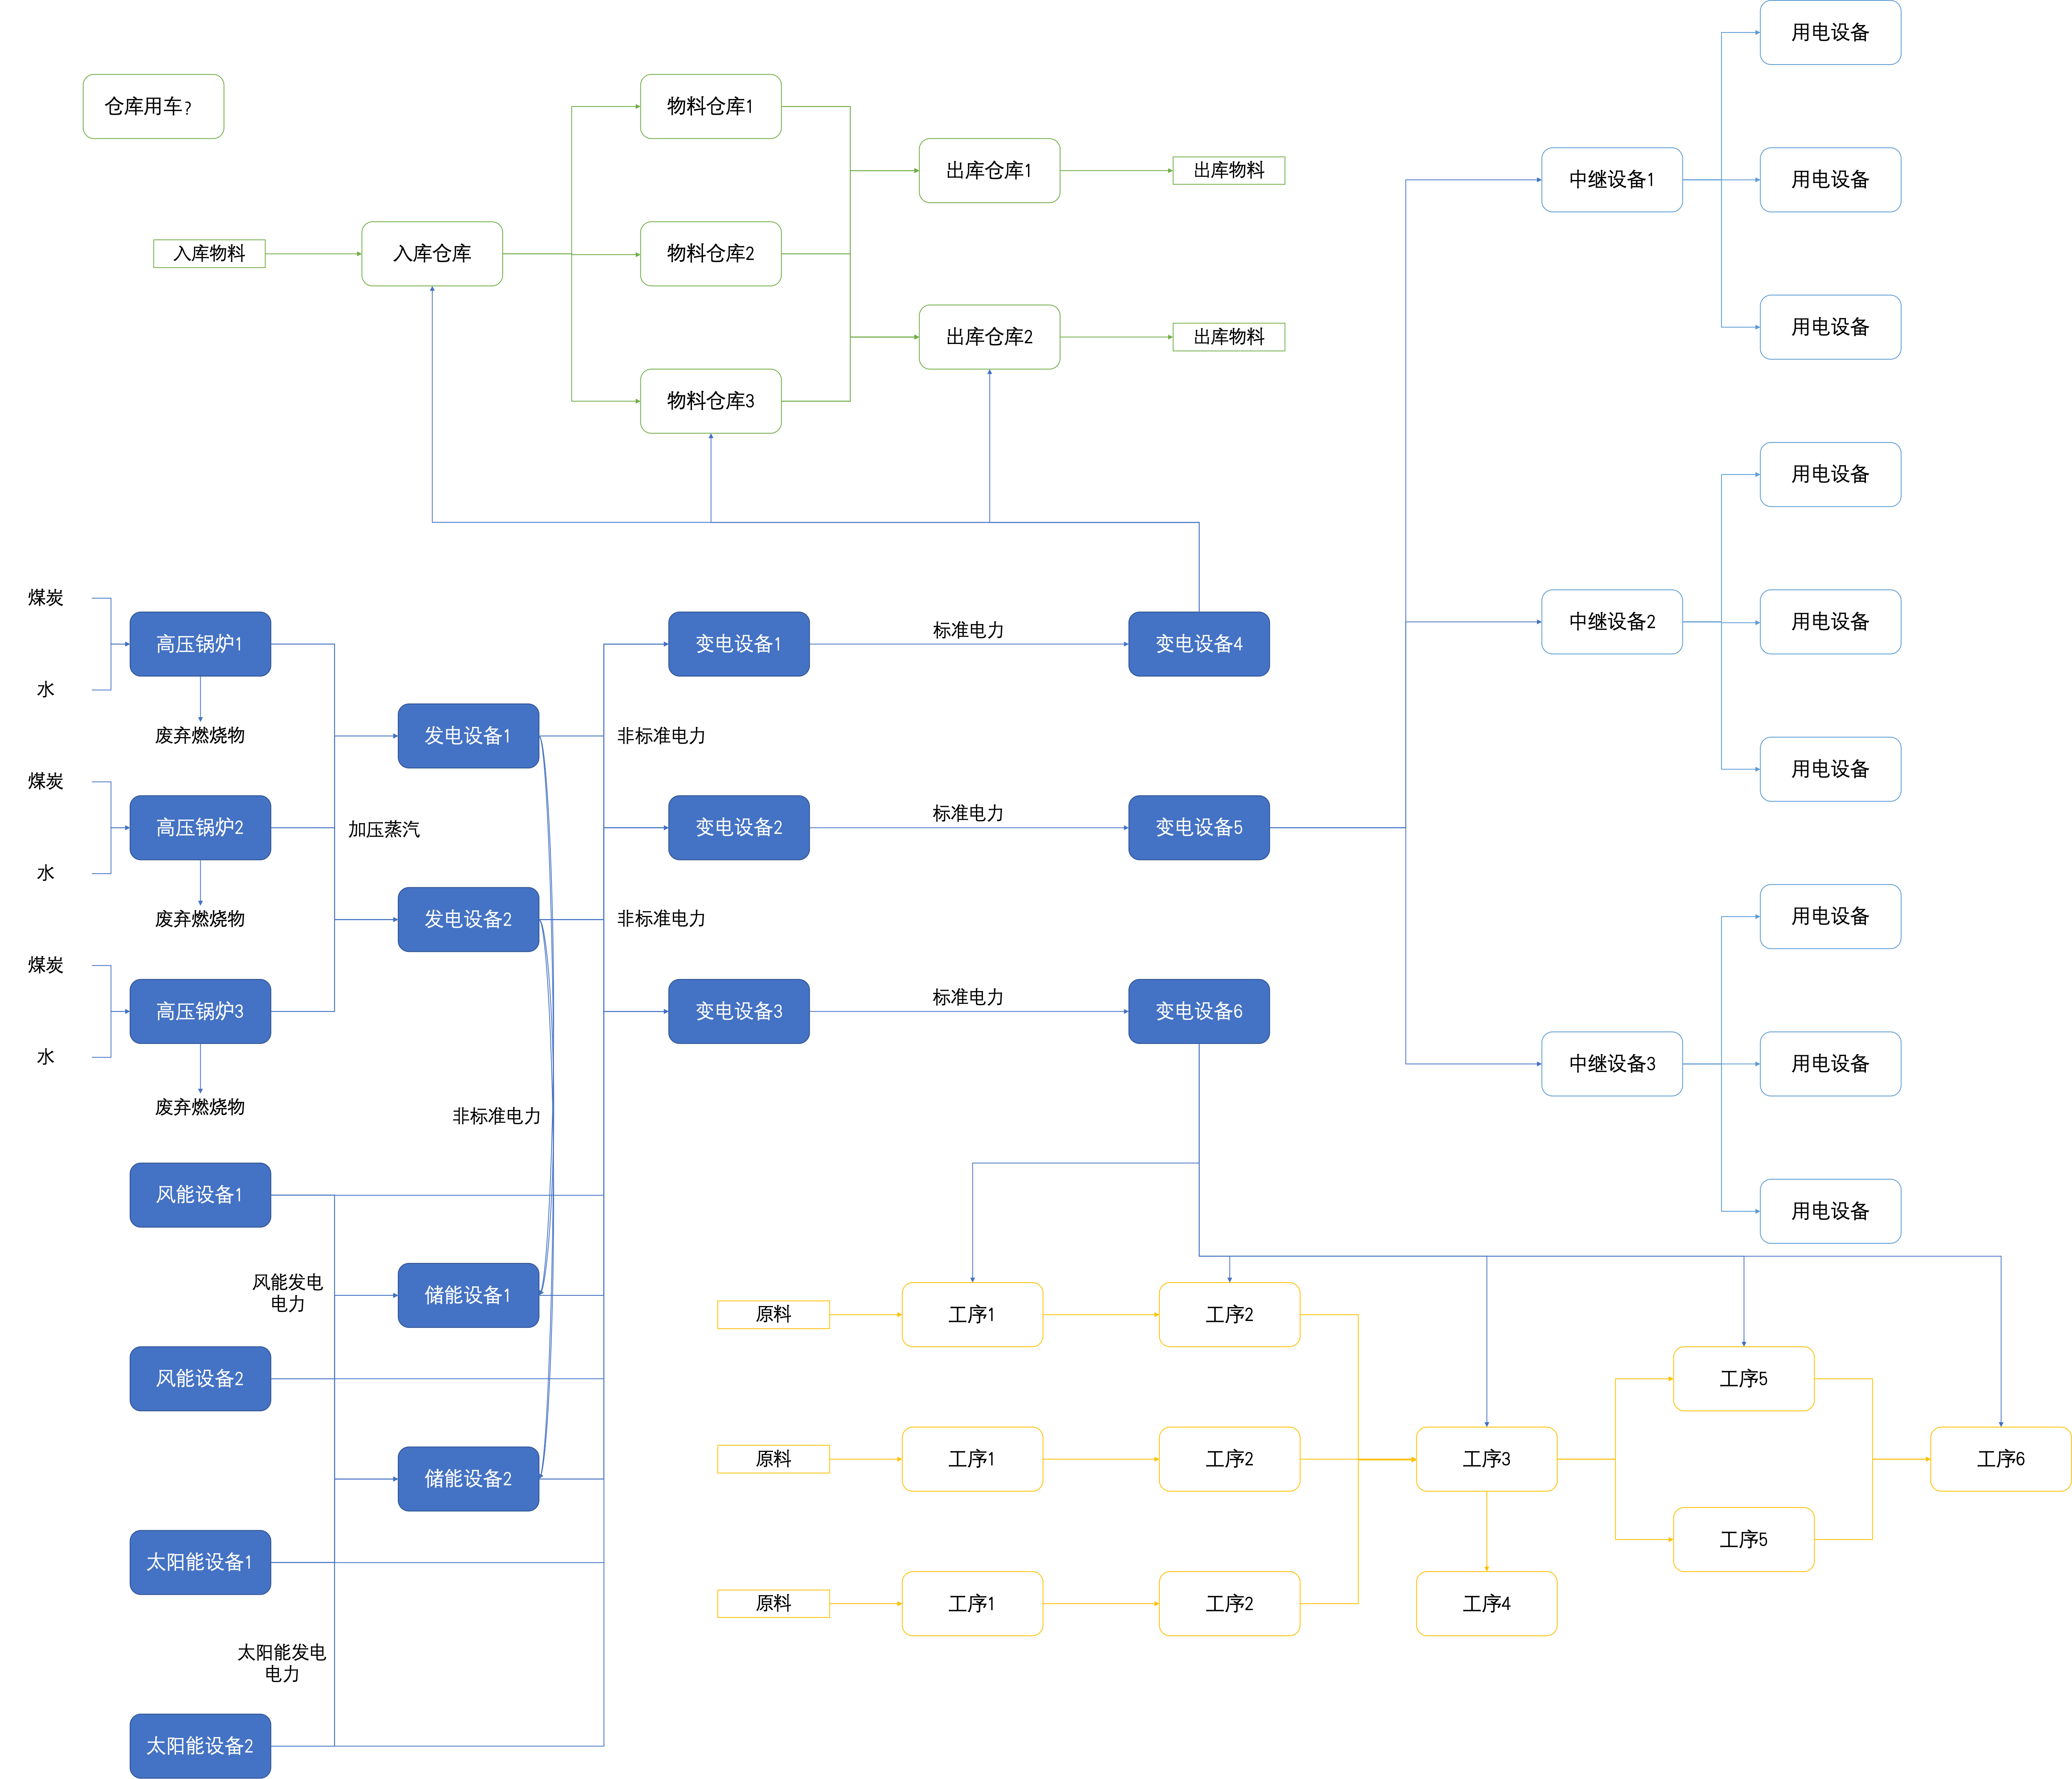 用电设备
仓库用车?
物料仓库1
出库仓库1
出库物料
中继设备1
用电设备
入库物料
入库仓库
物料仓库2
出库仓库2
出库物料
用电设备
物料仓库3
用电设备
煤炭
高压锅炉1
水
废弃燃烧物
发电设备1
非标准电力
变电设备1
标准电力
变电设备4
中继设备2
用电设备
用电设备
煤炭
高压锅炉2
水
废弃燃烧物
加压蒸汽
发电设备2
非标准电力
变电设备2
标准电力
变电设备5
用电设备
煤炭
高压锅炉3
水
废弃燃烧物
非标准电力
变电设备3
标准电力
变电设备6
中继设备3
用电设备
用电设备
风能设备1
风能发电
电力
储能设备1
风能设备2
储能设备2
太阳能设备1
太阳能发电
电力
太阳能设备2
原料
工序1
工序2
工序5
原料
工序1
工序2
工序3
工序6
工序5
原料
工序1
工序2
工序4